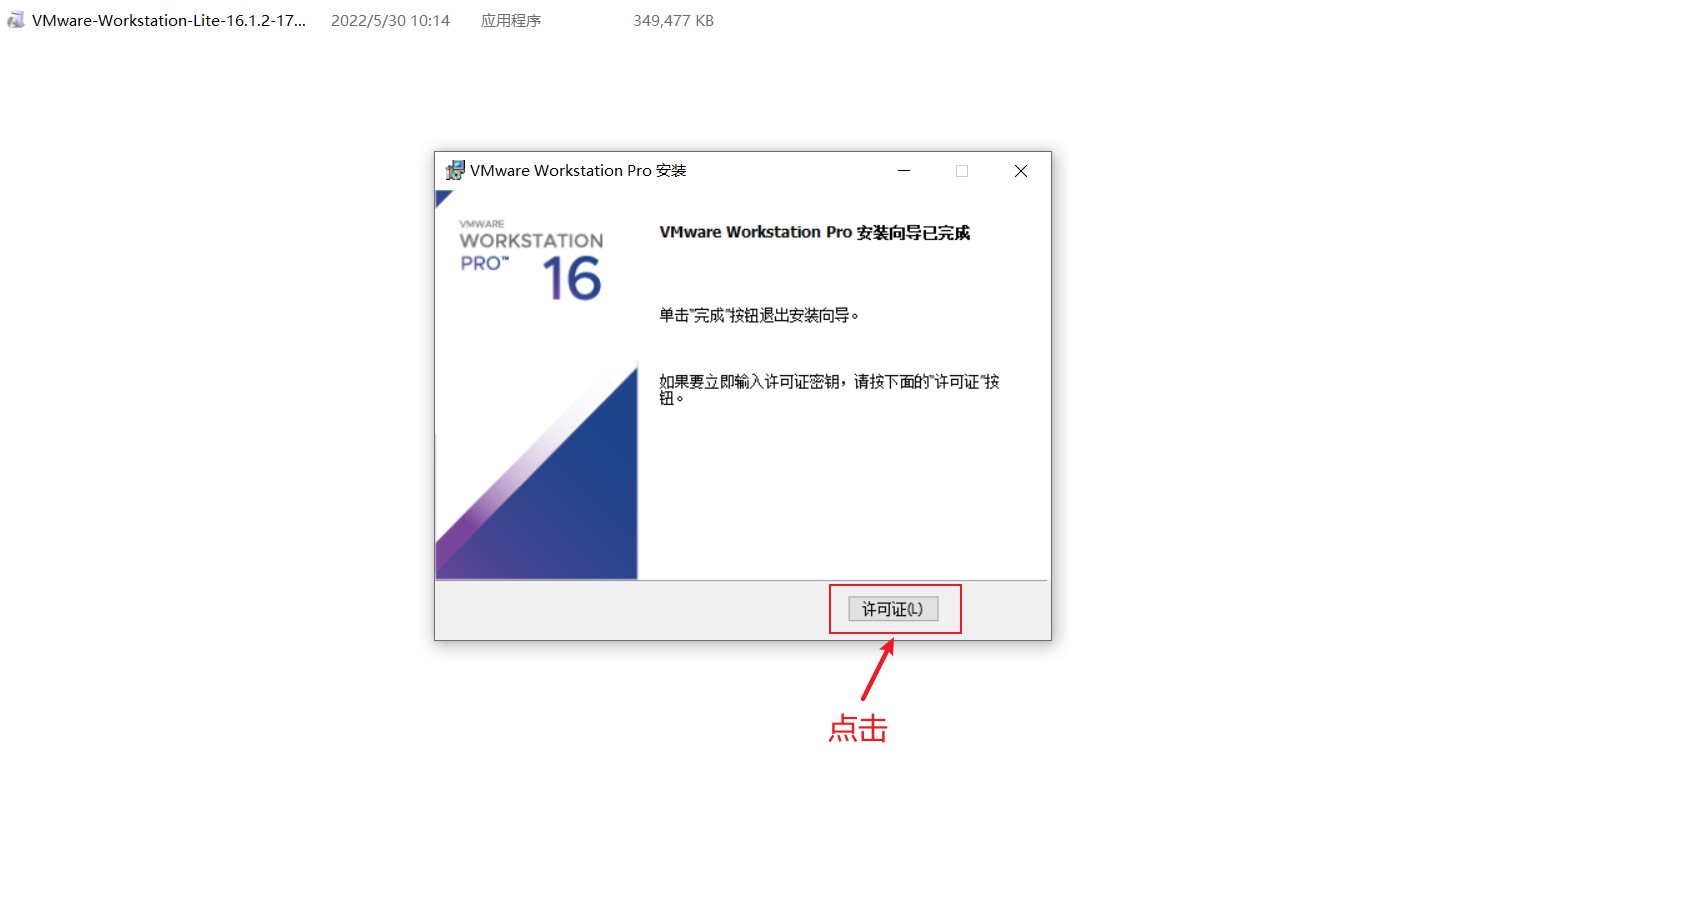 VMware-Workstation-Lite-16.1.2-17... 2022/5/30 10:14 应用程序 349,477 KB
VMware Workstation Pro 安装
VMWARE
WORKSTATION
PRO™ 16
VMware Workstation Pro 安装向导已完成
单击"完成"按钮退出安装向导。
如果要立即输入许可证密钥，请按下面的"许可证"按
钮。
许可证(L)
点击